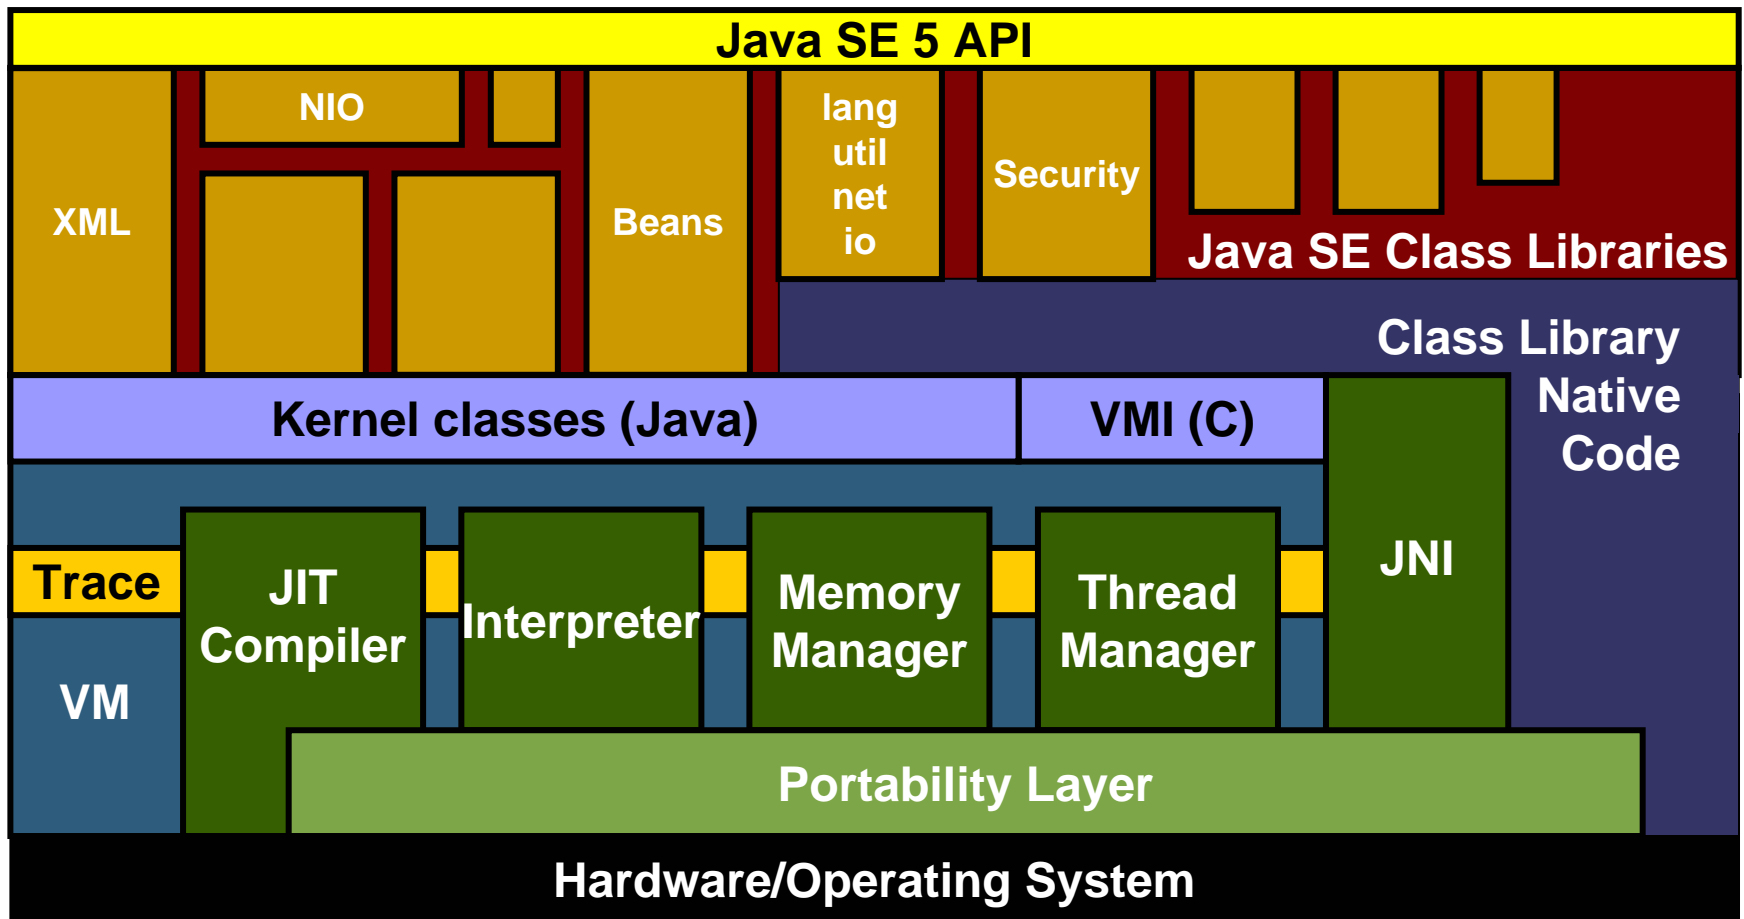 Java SE 5 API
NIO
XML
Beans
lang
util
net
io
Security
Java SE Class Libraries
Class Library
Native
Code
Kernel classes (Java)
VMI (C)
JNI
Trace
JIT
Compiler
Interpreter
Memory
Manager
Thread
Manager
VM
Portability Layer
Hardware/Operating System